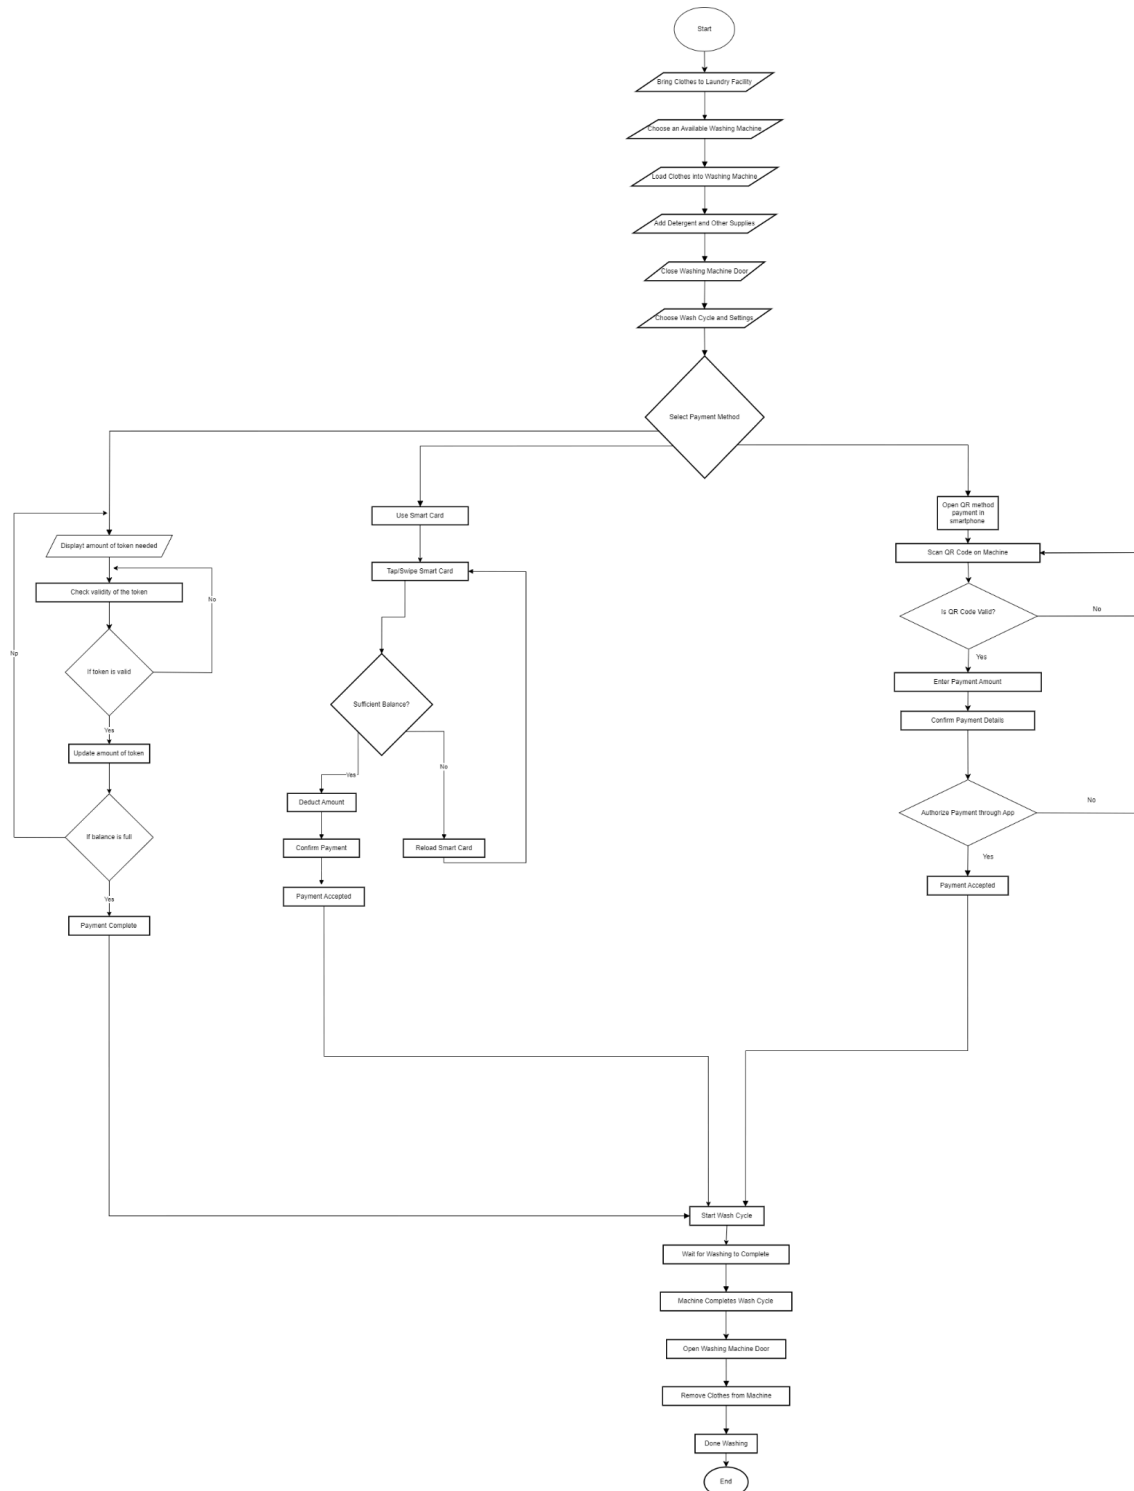 Start
Bring Clothes to Laundry Facility
Choose an Available Washing Machine
Load Clothes into Washing Machine
Add Detergent and Other Supplies
Close Washing Machine Door
Choose Wash Cycle and Settings
Select Payment Method
Displayt amount of token needed
Check validity of the token
No
If token is valid
Yes
Update amount of token
If balance is full
No
Yes
Payment Complete
Use Smart Card
Tap/Swipe Smart Card
Sufficient Balance?
Yes
No
Deduct Amount
Confirm Payment
Reload Smart Card
Payment Accepted
Open QR method
payment in
smartphone
Scan QR Code on Machine
Is QR Code Valid?
No
Yes
Enter Payment Amount
Confirm Payment Details
Authorize Payment through App
No
Yes
Payment Accepted
Start Wash Cycle
Wait for Washing to Complete
Machine Completes Wash Cycle
Open Washing Machine Door
Remove Clothes from Machine
Done Washing
End